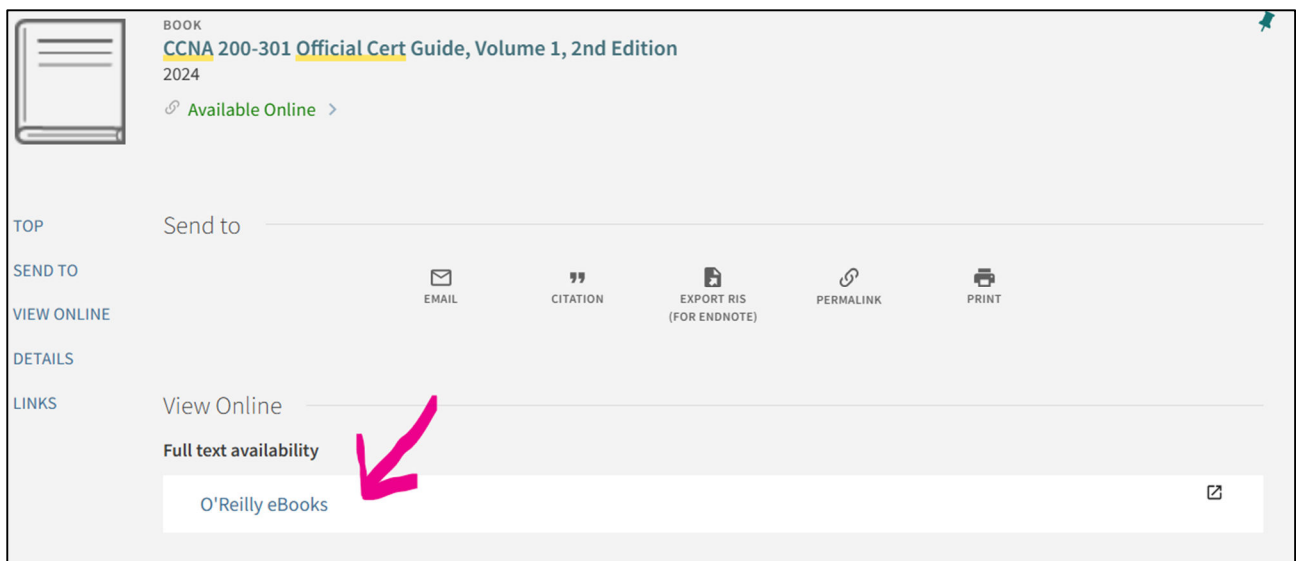 BOOK
CCNA 200-301 Official Cert Guide, Volume 1, 2nd Edition
2024
Available Online
TOP
SEND TO
VIEW ONLINE
DETAILS
LINKS
Send to
EMAIL
CITATION
EXPORT RIS
(FOR ENDNOTE)
PERMALINK
PRINT
View Online
Full text availability
O'Reilly eBooks